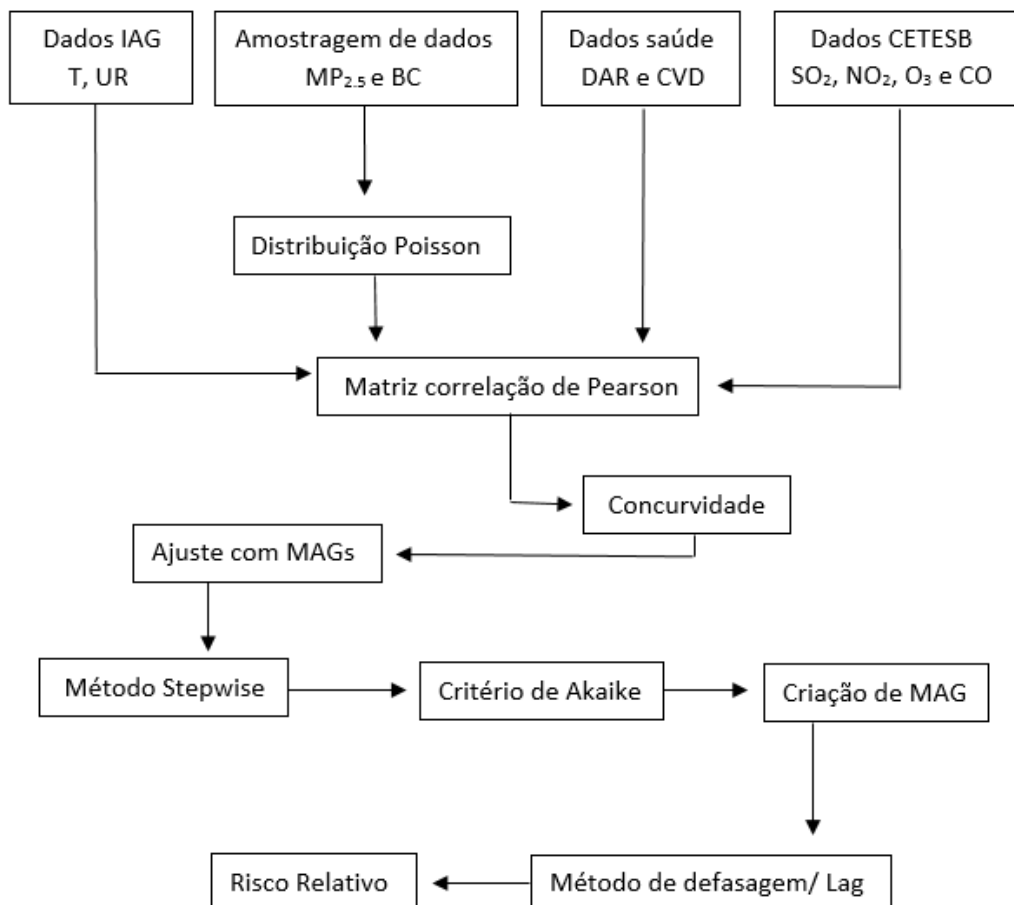 Dados IAG
T, UR
Amostragem de dados
MP₂.₅ e BC
Dados saúde
DAR e CVD
Dados CETESB
SO₂, NO₂, O₃ e CO
Distribuição Poisson
Matriz correlação de Pearson
Concurvidade
Ajuste com MAGs
Método Stepwise
Critério de Akaike
Criação de MAG
Risco Relativo
Método de defasagem/ Lag